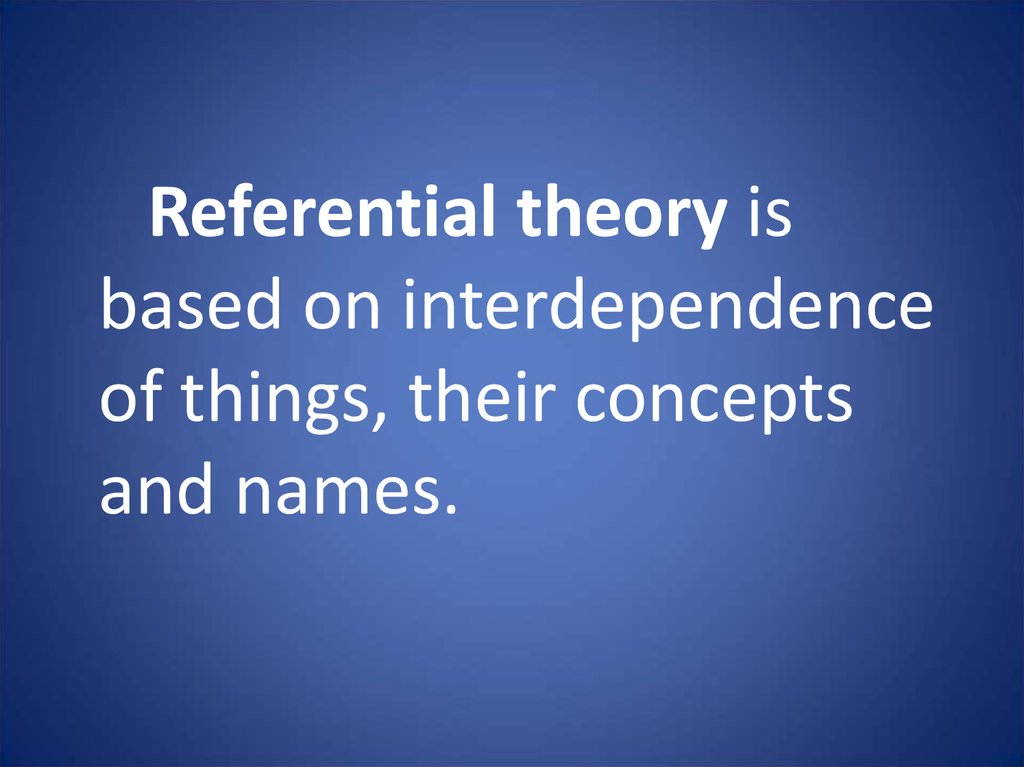 Referential theory is
based on interdependence
of things, their concepts
and names.